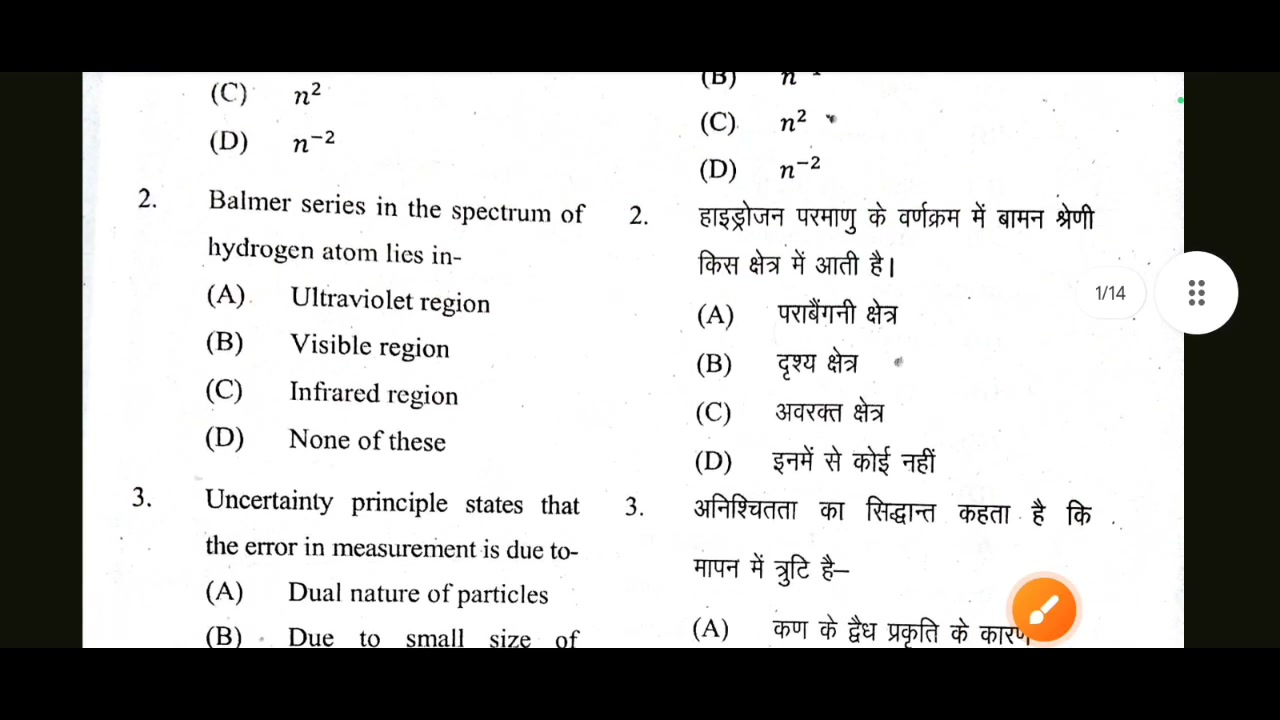 (C) n²
(D) n⁻²
2. Balmer series in the spectrum of
hydrogen atom lies in-
(A) Ultraviolet region
(B) Visible region
(C) Infrared region
(D) None of these
3. Uncertainty principle states that
the error in measurement is due to-
(A) Dual nature of particles
(B) Due to small size of
(B) n⁻¹
(C) n²
(D) n⁻²
2. हाइड्रोजन परमाणु के वर्णक्रम में बामन श्रेणी
किस क्षेत्र में आती है।
(A) पराबैंगनी क्षेत्र
(B) दृश्य क्षेत्र
(C) अवरक्त क्षेत्र
(D) इनमें से कोई नहीं
3. अनिश्चितता का सिद्धान्त कहता है कि
मापन में त्रुटि है–
(A) कण के द्वैध प्रकृति के कारण
1/14